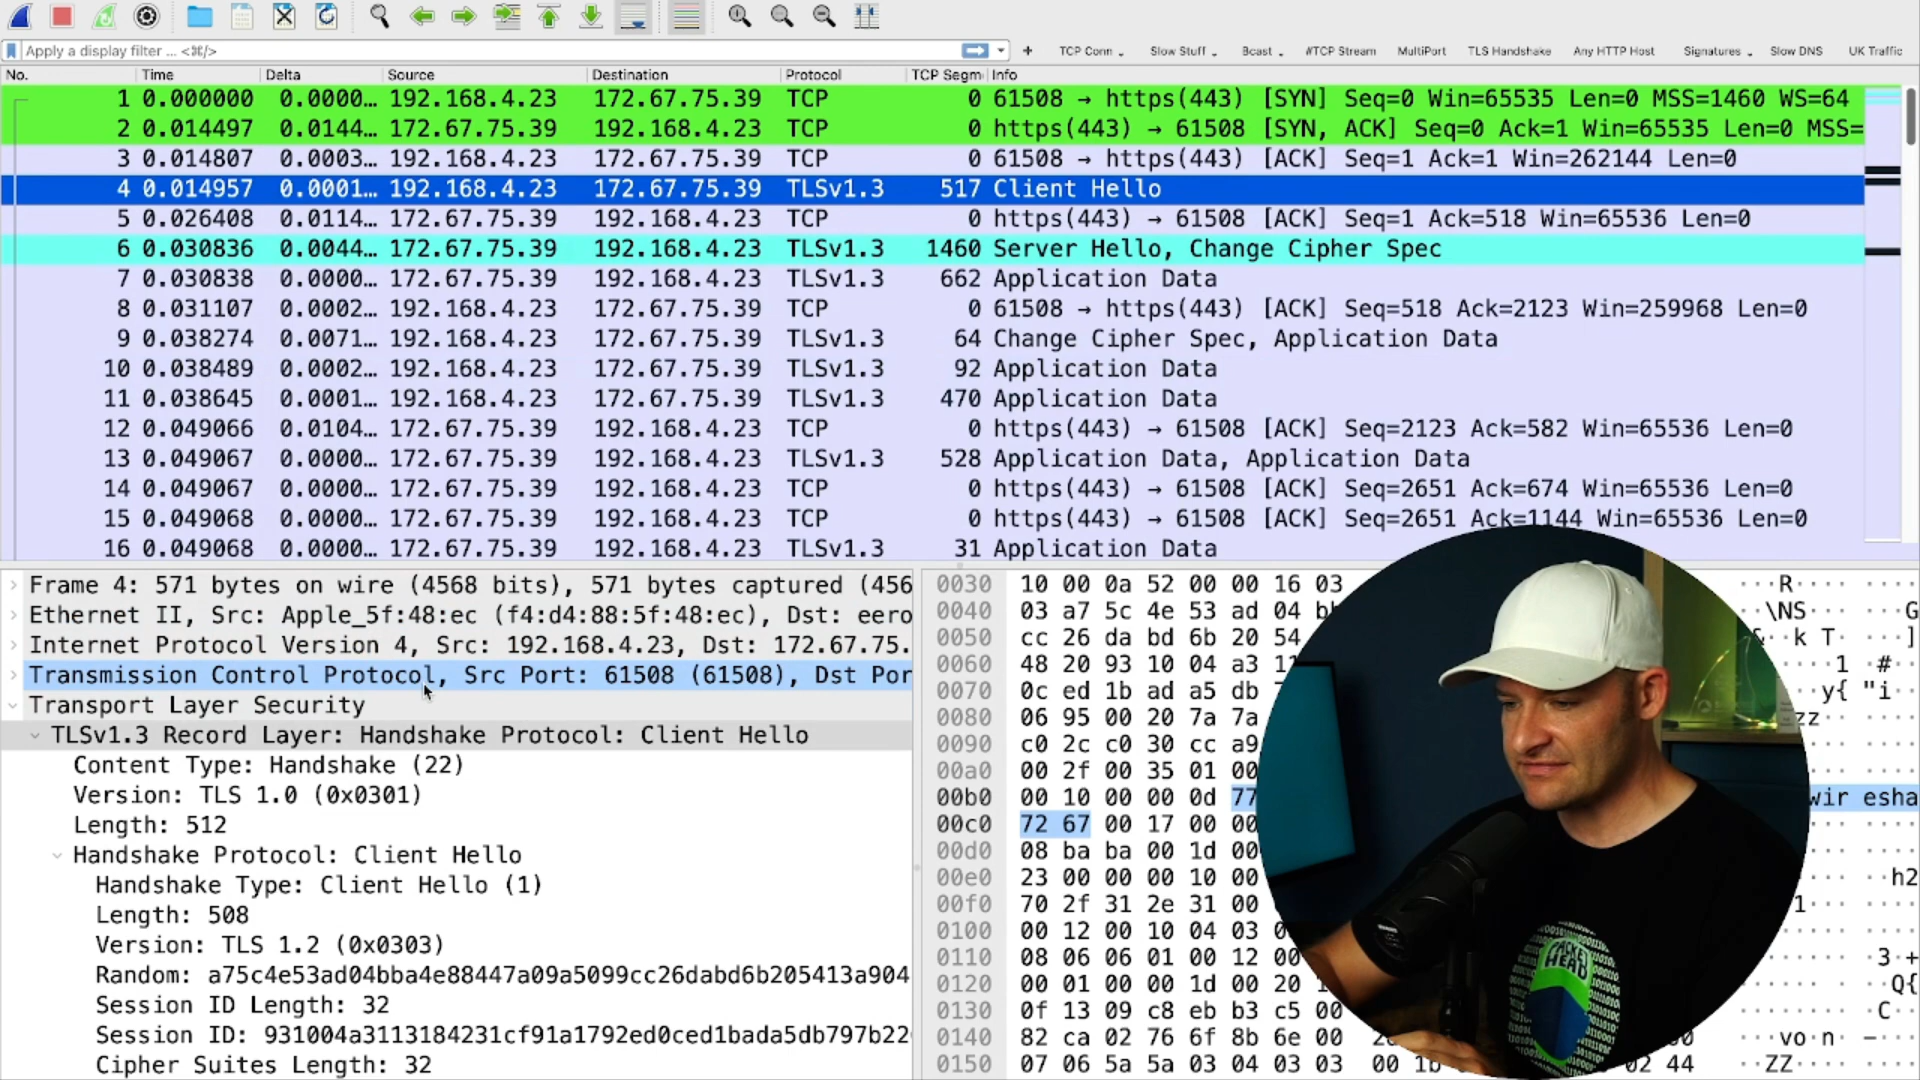 Apply a display filter … <⌘/>
+ TCP Conn Slow Stuff Bcast #TCP Stream MultiPort TLS Handshake Any HTTP Host Signatures Slow DNS UK Traffic
No. Time Delta Source Destination Protocol TCP Segm Info
1 0.000000 0.0000… 192.168.4.23 172.67.75.39 TCP 0 61508 → https(443) [SYN] Seq=0 Win=65535 Len=0 MSS=1460 WS=64
2 0.014497 0.0144… 172.67.75.39 192.168.4.23 TCP 0 https(443) → 61508 [SYN, ACK] Seq=0 Ack=1 Win=65535 Len=0 MSS=
3 0.014807 0.0003… 192.168.4.23 172.67.75.39 TCP 0 61508 → https(443) [ACK] Seq=1 Ack=1 Win=262144 Len=0
4 0.014957 0.0001… 192.168.4.23 172.67.75.39 TLSv1.3 517 Client Hello
5 0.026408 0.0114… 172.67.75.39 192.168.4.23 TCP 0 https(443) → 61508 [ACK] Seq=1 Ack=518 Win=65536 Len=0
6 0.030836 0.0044… 172.67.75.39 192.168.4.23 TLSv1.3 1460 Server Hello, Change Cipher Spec
7 0.030838 0.0000… 172.67.75.39 192.168.4.23 TLSv1.3 662 Application Data
8 0.031107 0.0002… 192.168.4.23 172.67.75.39 TCP 0 61508 → https(443) [ACK] Seq=518 Ack=2123 Win=259968 Len=0
9 0.038274 0.0071… 192.168.4.23 172.67.75.39 TLSv1.3 64 Change Cipher Spec, Application Data
10 0.038489 0.0002… 192.168.4.23 172.67.75.39 TLSv1.3 92 Application Data
11 0.038645 0.0001… 192.168.4.23 172.67.75.39 TLSv1.3 470 Application Data
12 0.049066 0.0104… 172.67.75.39 192.168.4.23 TCP 0 https(443) → 61508 [ACK] Seq=2123 Ack=582 Win=65536 Len=0
13 0.049067 0.0000… 172.67.75.39 192.168.4.23 TLSv1.3 528 Application Data, Application Data
14 0.049067 0.0000… 172.67.75.39 192.168.4.23 TCP 0 https(443) → 61508 [ACK] Seq=2651 Ack=674 Win=65536 Len=0
15 0.049068 0.0000… 172.67.75.39 192.168.4.23 TCP 0 https(443) → 61508 [ACK] Seq=2651 Ack=1144 Win=65536 Len=0
16 0.049068 0.0000… 172.67.75.39 192.168.4.23 TLSv1.3 31 Application Data
Frame 4: 571 bytes on wire (4568 bits), 571 bytes captured (456
Ethernet II, Src: Apple_5f:48:ec (f4:d4:88:5f:48:ec), Dst: eero
Internet Protocol Version 4, Src: 192.168.4.23, Dst: 172.67.75.
Transmission Control Protocol, Src Port: 61508 (61508), Dst Por
Transport Layer Security
TLSv1.3 Record Layer: Handshake Protocol: Client Hello
Content Type: Handshake (22)
Version: TLS 1.0 (0x0301)
Length: 512
Handshake Protocol: Client Hello
Handshake Type: Client Hello (1)
Length: 508
Version: TLS 1.2 (0x0303)
Random: a75c4e53ad04bba4e88447a09a5099cc26dabd6b205413a904
Session ID Length: 32
Session ID: 931004a3113184231cf91a1792ed0ced1bada5db797b22
Cipher Suites Length: 32
0030 10 00 0a 52 00 00 16 03 ···R····
0040 03 a7 5c 4e 53 ad 04 \NS G
0050 cc 26 da bd 6b 20 54 & k T ]
0060 48 20 93 10 04 a3 1 #
0070 0c ed 1b ad a5 db y{ "i
0080 06 95 00 20 7a 7a zz
0090 c0 2c c0 30 cc a9
00a0 00 2f 00 35 01 00
00b0 00 10 00 00 0d 77 wir esha
00c0 72 67 00 17 00 00
00d0 08 ba ba 00 1d 00
00e0 23 00 00 00 10 00 h2
00f0 70 2f 31 2e 31 00 1
0100 00 12 00 10 04 03
0110 08 06 06 01 00 12 00 3 +
0120 00 01 00 00 1d 00 20 Q{
0130 0f 13 09 c8 eb b3 c5 00 C
0140 82 ca 02 76 6f 8b 6e 00 vo n
0150 07 06 5a 5a 03 04 03 03 00 02 44 ZZ
PACKET HEAD